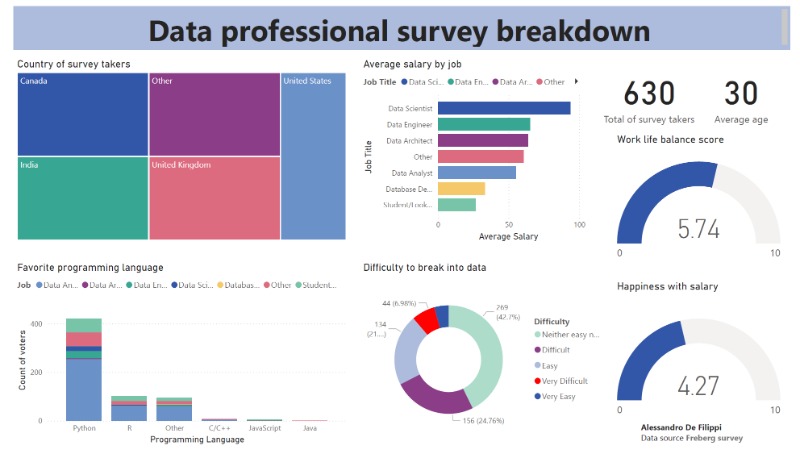 Data professional survey breakdown
Country of survey takers
Canada
Other
United States
India
United Kingdom
Average salary by job
Job Title Data Sci... Data En... Data Ar... Other
Job Title
Data Scientist
Data Engineer
Data Architect
Other
Data Analyst
Database De...
Student/Look...
0 50 100
Average Salary
630
Total of survey takers
30
Average age
Work life balance score
5.74
0 10
Favorite programming language
Job Data An... Data Ar... Data En... Data Sci... Databas... Other Student...
Count of voters
400
200
0
Python R Other C/C++ JavaScript Java
Programming Language
Difficulty to break into data
44 (6.98%)
269
(42.7%)
134
(21....)
156 (24.76%)
Difficulty
Neither easy n...
Difficult
Easy
Very Difficult
Very Easy
Happiness with salary
4.27
0 10
Alessandro De Filippi
Data source Freberg survey